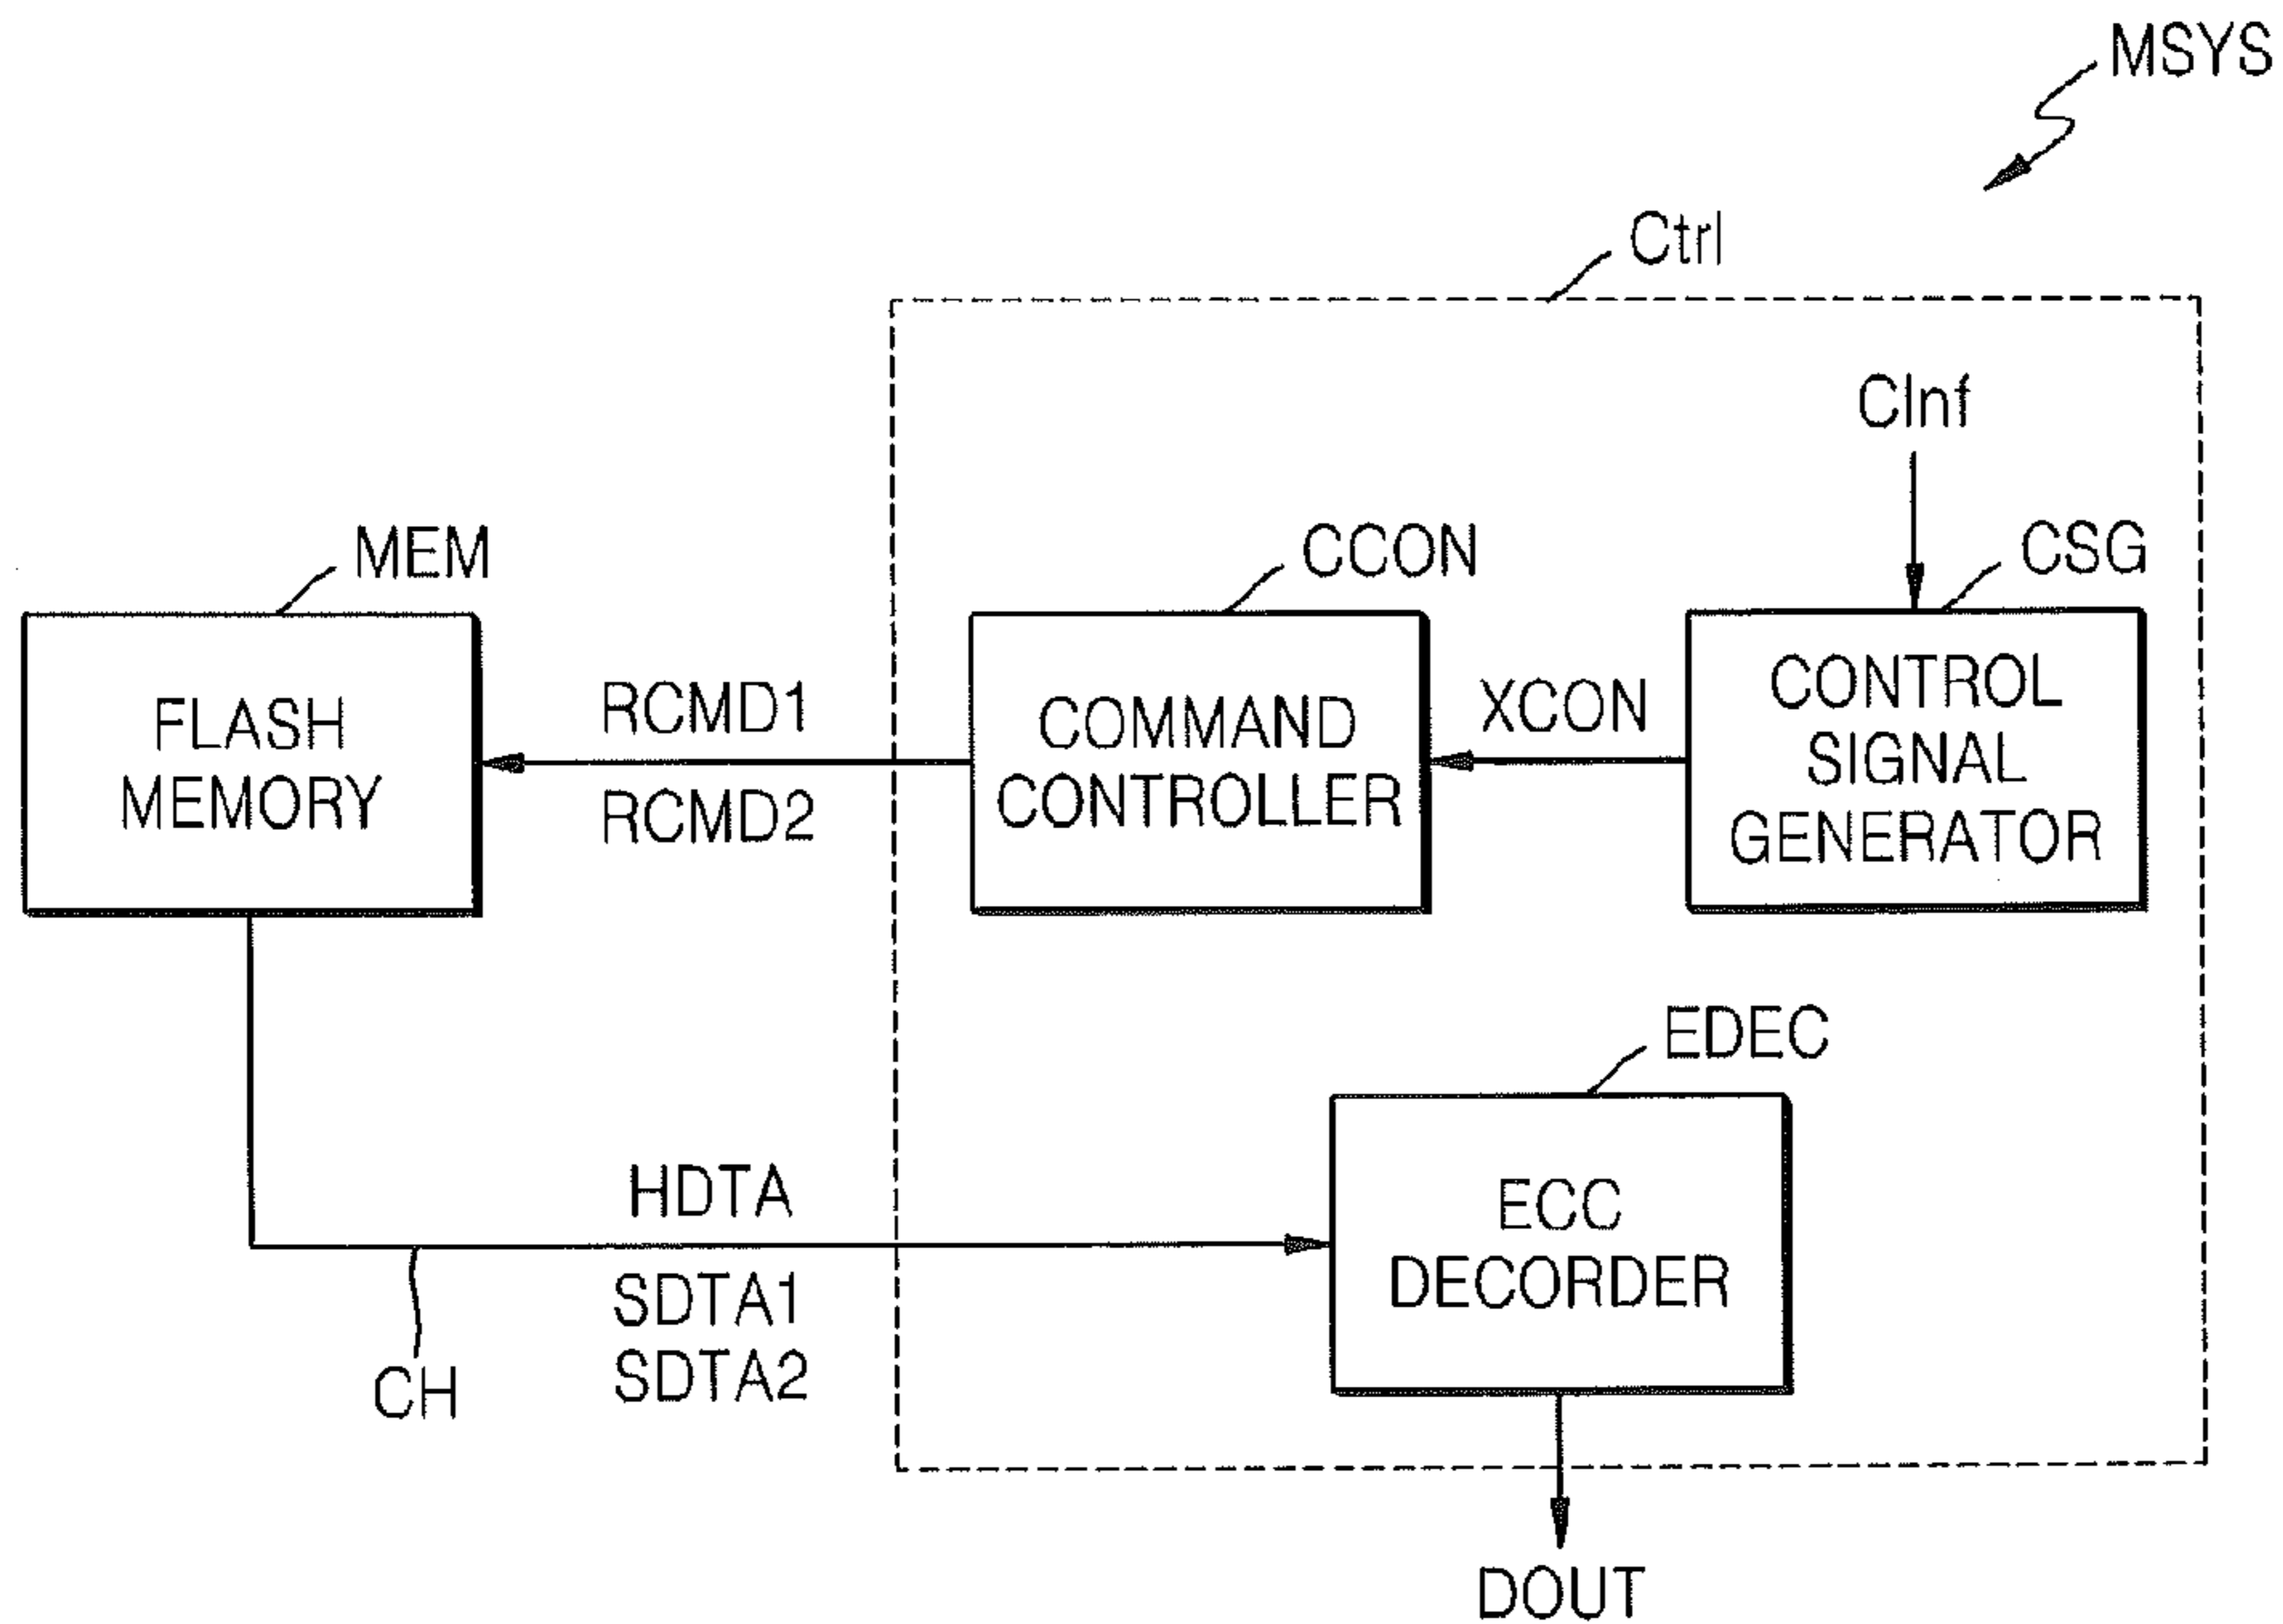 MSYS
Ctrl
CInf
MEM
CCON
CSG
FLASH
MEMORY
RCMD1
RCMD2
COMMAND
CONTROLLER
XCON
CONTROL
SIGNAL
GENERATOR
EDEC
HDTA
SDTA1
SDTA2
CH
ECC
DECORDER
DOUT